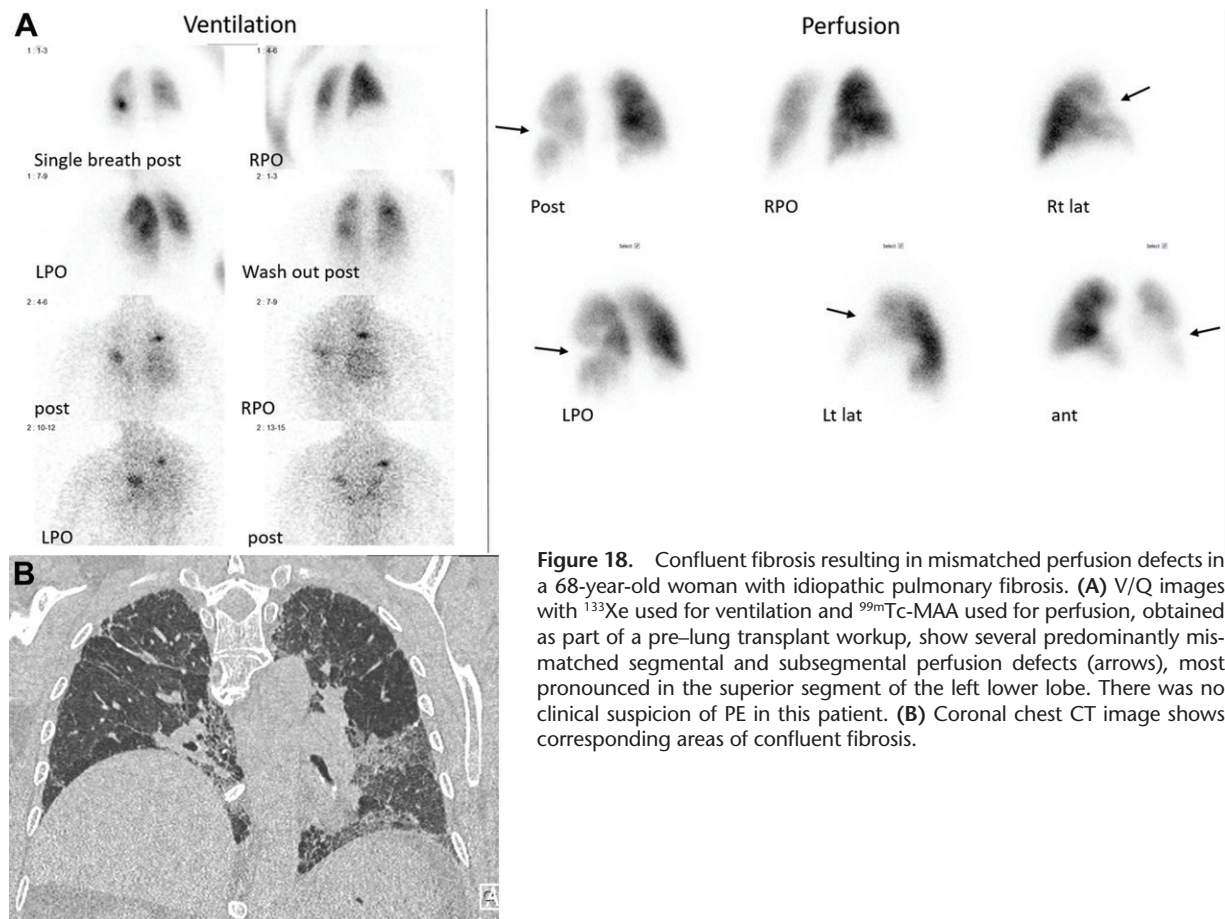 A
Ventilation
Perfusion
1 : 1-3
1 : 4-6
Single breath post
RPO
1 : 7-9
2 : 1-3
LPO
Wash out post
2 : 4-6
2 : 7-9
post
RPO
2 : 10-12
2 : 13-15
LPO
post
Post
RPO
Rt lat
Select
Select
Select
LPO
Lt lat
ant
B
Figure 18. Confluent fibrosis resulting in mismatched perfusion defects in
a 68-year-old woman with idiopathic pulmonary fibrosis. (A) V/Q images
with ¹³³Xe used for ventilation and ⁹⁹ᵐTc-MAA used for perfusion, obtained
as part of a pre–lung transplant workup, show several predominantly mis-
matched segmental and subsegmental perfusion defects (arrows), most
pronounced in the superior segment of the left lower lobe. There was no
clinical suspicion of PE in this patient. (B) Coronal chest CT image shows
corresponding areas of confluent fibrosis.